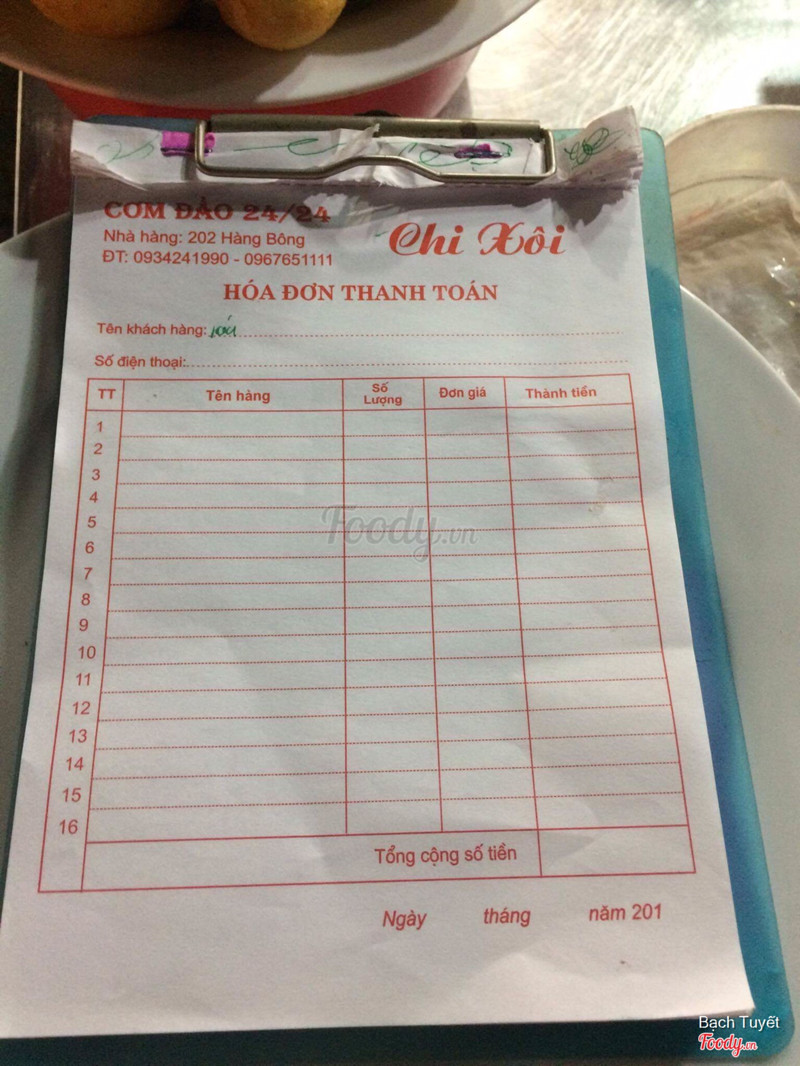 CƠM ĐẢO 24/24
Chi Xôi
Nhà hàng: 202 Hàng Bông
ĐT: 0934241990 - 0967651111
HÓA ĐƠN THANH TOÁN
Tên khách hàng:
Số điện thoại:
TT Tên hàng Số Lượng Đơn giá Thành tiền
1
2
3
4
5
6
7
8
9
10
11
12
13
14
15
16
Tổng cộng số tiền
Ngày tháng năm 201
Foody.vn
Bạch Tuyết
Foody.vn